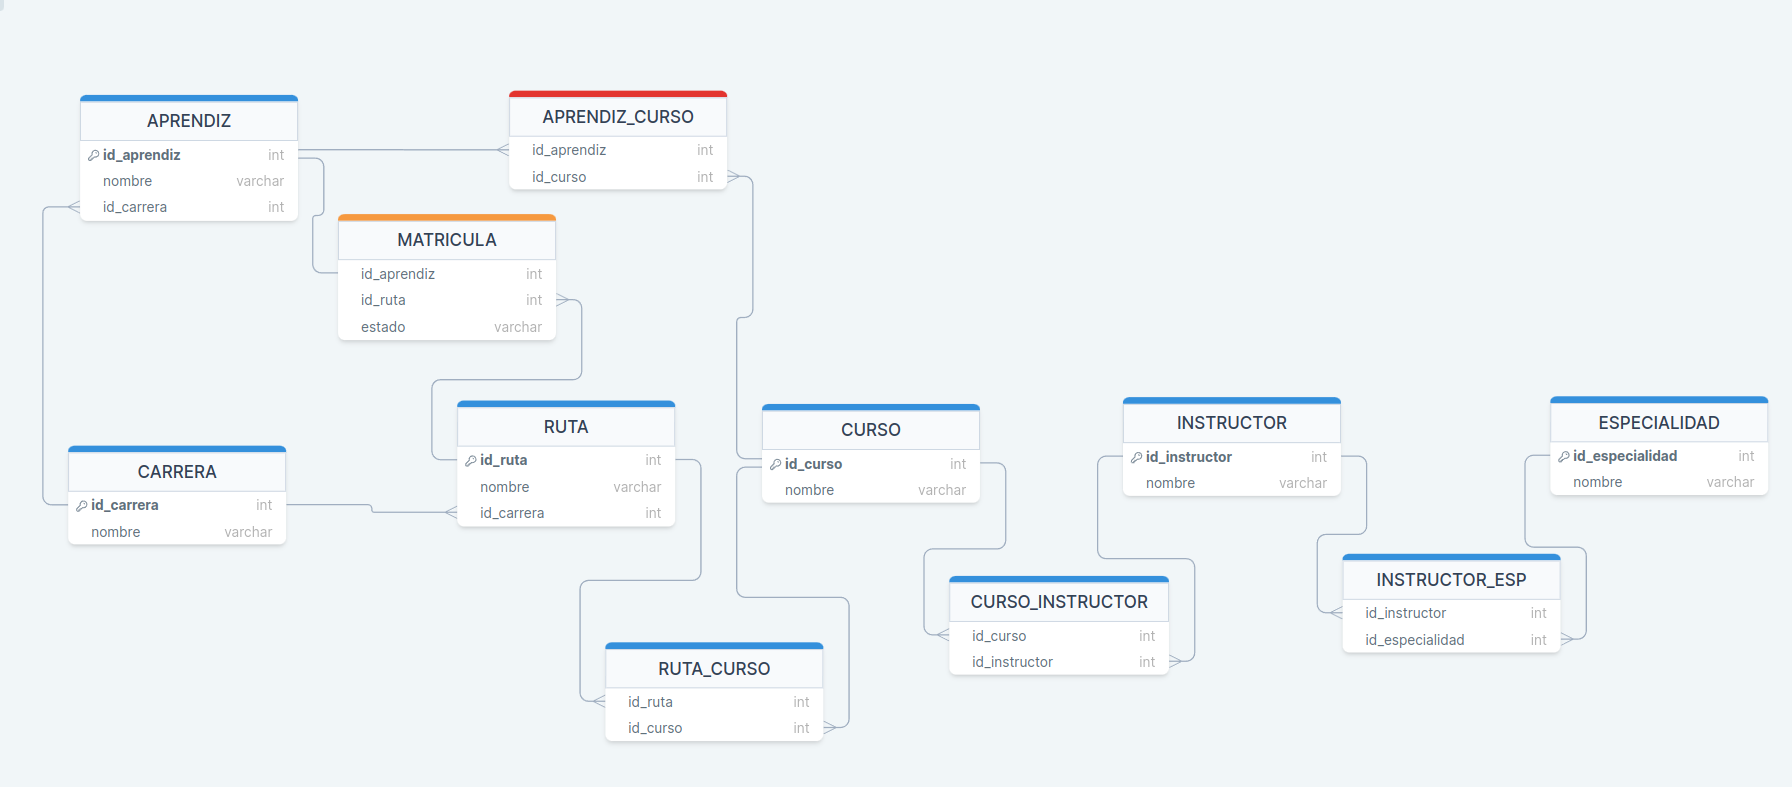 APRENDIZ
id_aprendiz int
nombre varchar
id_carrera int
APRENDIZ_CURSO
id_aprendiz int
id_curso int
MATRICULA
id_aprendiz int
id_ruta int
estado varchar
CARRERA
id_carrera int
nombre varchar
RUTA
id_ruta int
nombre varchar
id_carrera int
CURSO
id_curso int
nombre varchar
INSTRUCTOR
id_instructor int
nombre varchar
ESPECIALIDAD
id_especialidad int
nombre varchar
RUTA_CURSO
id_ruta int
id_curso int
CURSO_INSTRUCTOR
id_curso int
id_instructor int
INSTRUCTOR_ESP
id_instructor int
id_especialidad int